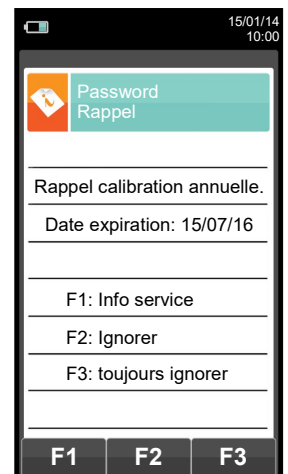 15/01/14
10:00
Password
Rappel
Rappel calibration annuelle.
Date expiration: 15/07/16
F1: Info service
F2: Ignorer
F3: toujours ignorer
F1 F2 F3